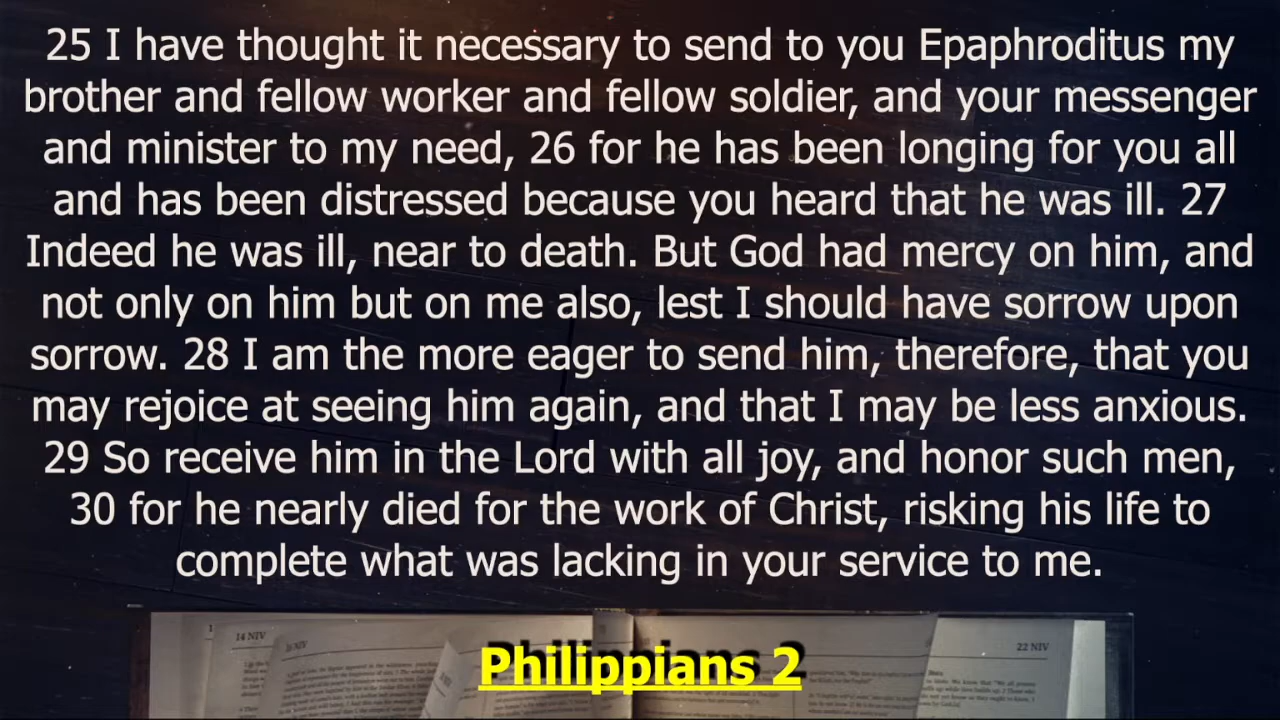 25 I have thought it necessary to send to you Epaphroditus my
brother and fellow worker and fellow soldier, and your messenger
and minister to my need, 26 for he has been longing for you all
and has been distressed because you heard that he was ill. 27
Indeed he was ill, near to death. But God had mercy on him, and
not only on him but on me also, lest I should have sorrow upon
sorrow. 28 I am the more eager to send him, therefore, that you
may rejoice at seeing him again, and that I may be less anxious.
29 So receive him in the Lord with all joy, and honor such men,
30 for he nearly died for the work of Christ, risking his life to
complete what was lacking in your service to me.
14 NIV
22 NIV
Philippians 2